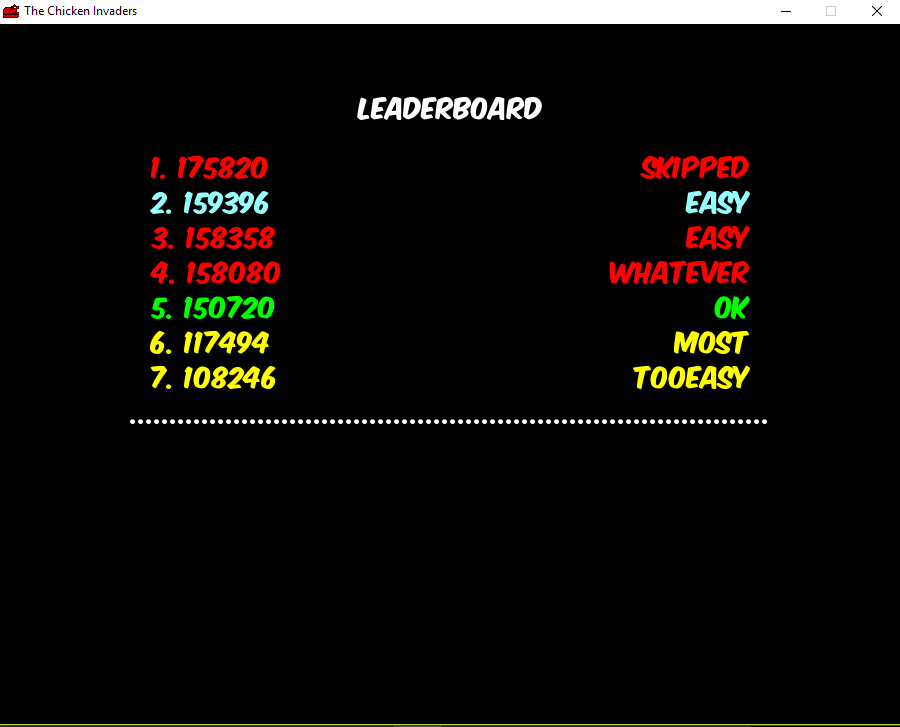 The Chicken Invaders
LEADERBOARD
1. 175820 SKIPPED
2. 159396 EASY
3. 158358 EASY
4. 158080 WHATEVER
5. 150720 OK
6. 117494 MOST
7. 108246 TOOEASY